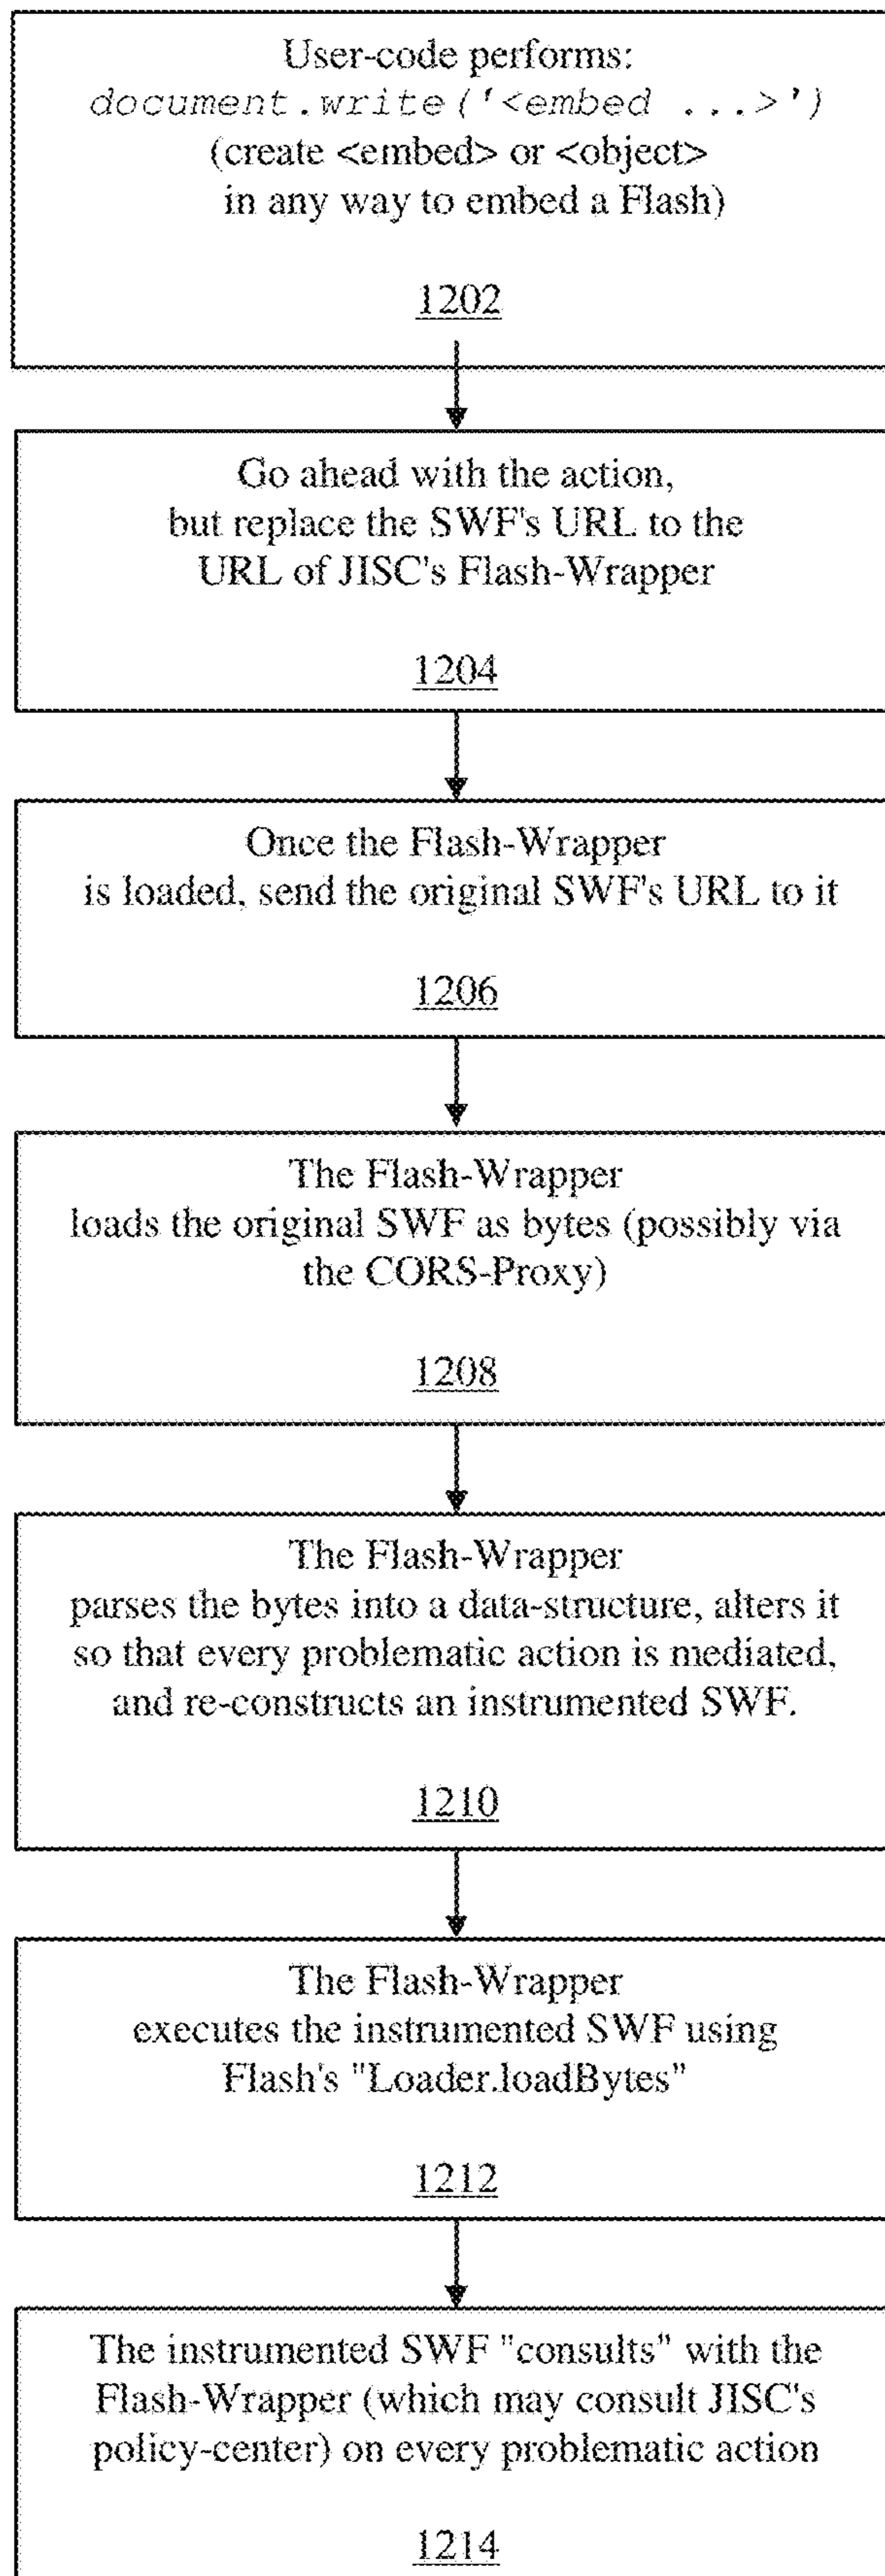 User-code performs:
document.write('<embed ...>')
(create <embed> or <object>
in any way to embed a Flash)
1202
Go ahead with the action,
but replace the SWF's URL to the
URL of JISC's Flash-Wrapper
1204
Once the Flash-Wrapper
is loaded, send the original SWF's URL to it
1206
The Flash-Wrapper
loads the original SWF as bytes (possibly via
the CORS-Proxy)
1208
The Flash-Wrapper
parses the bytes into a data-structure, alters it
so that every problematic action is mediated,
and re-constructs an instrumented SWF.
1210
The Flash-Wrapper
executes the instrumented SWF using
Flash's "Loader.loadBytes"
1212
The instrumented SWF "consults" with the
Flash-Wrapper (which may consult JISC's
policy-center) on every problematic action
1214